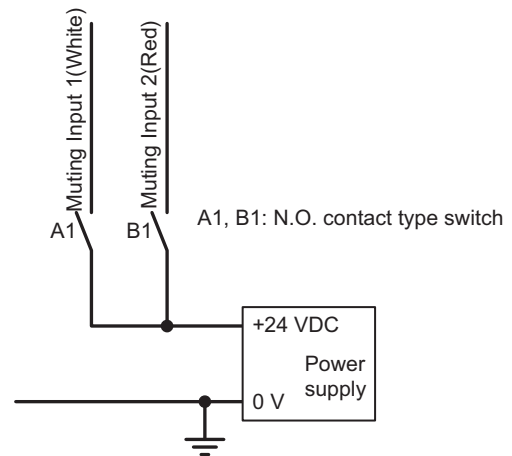 Muting Input 1(White)
Muting Input 2(Red)
A1
B1
A1, B1: N.O. contact type switch
+24 VDC
Power
supply
0 V